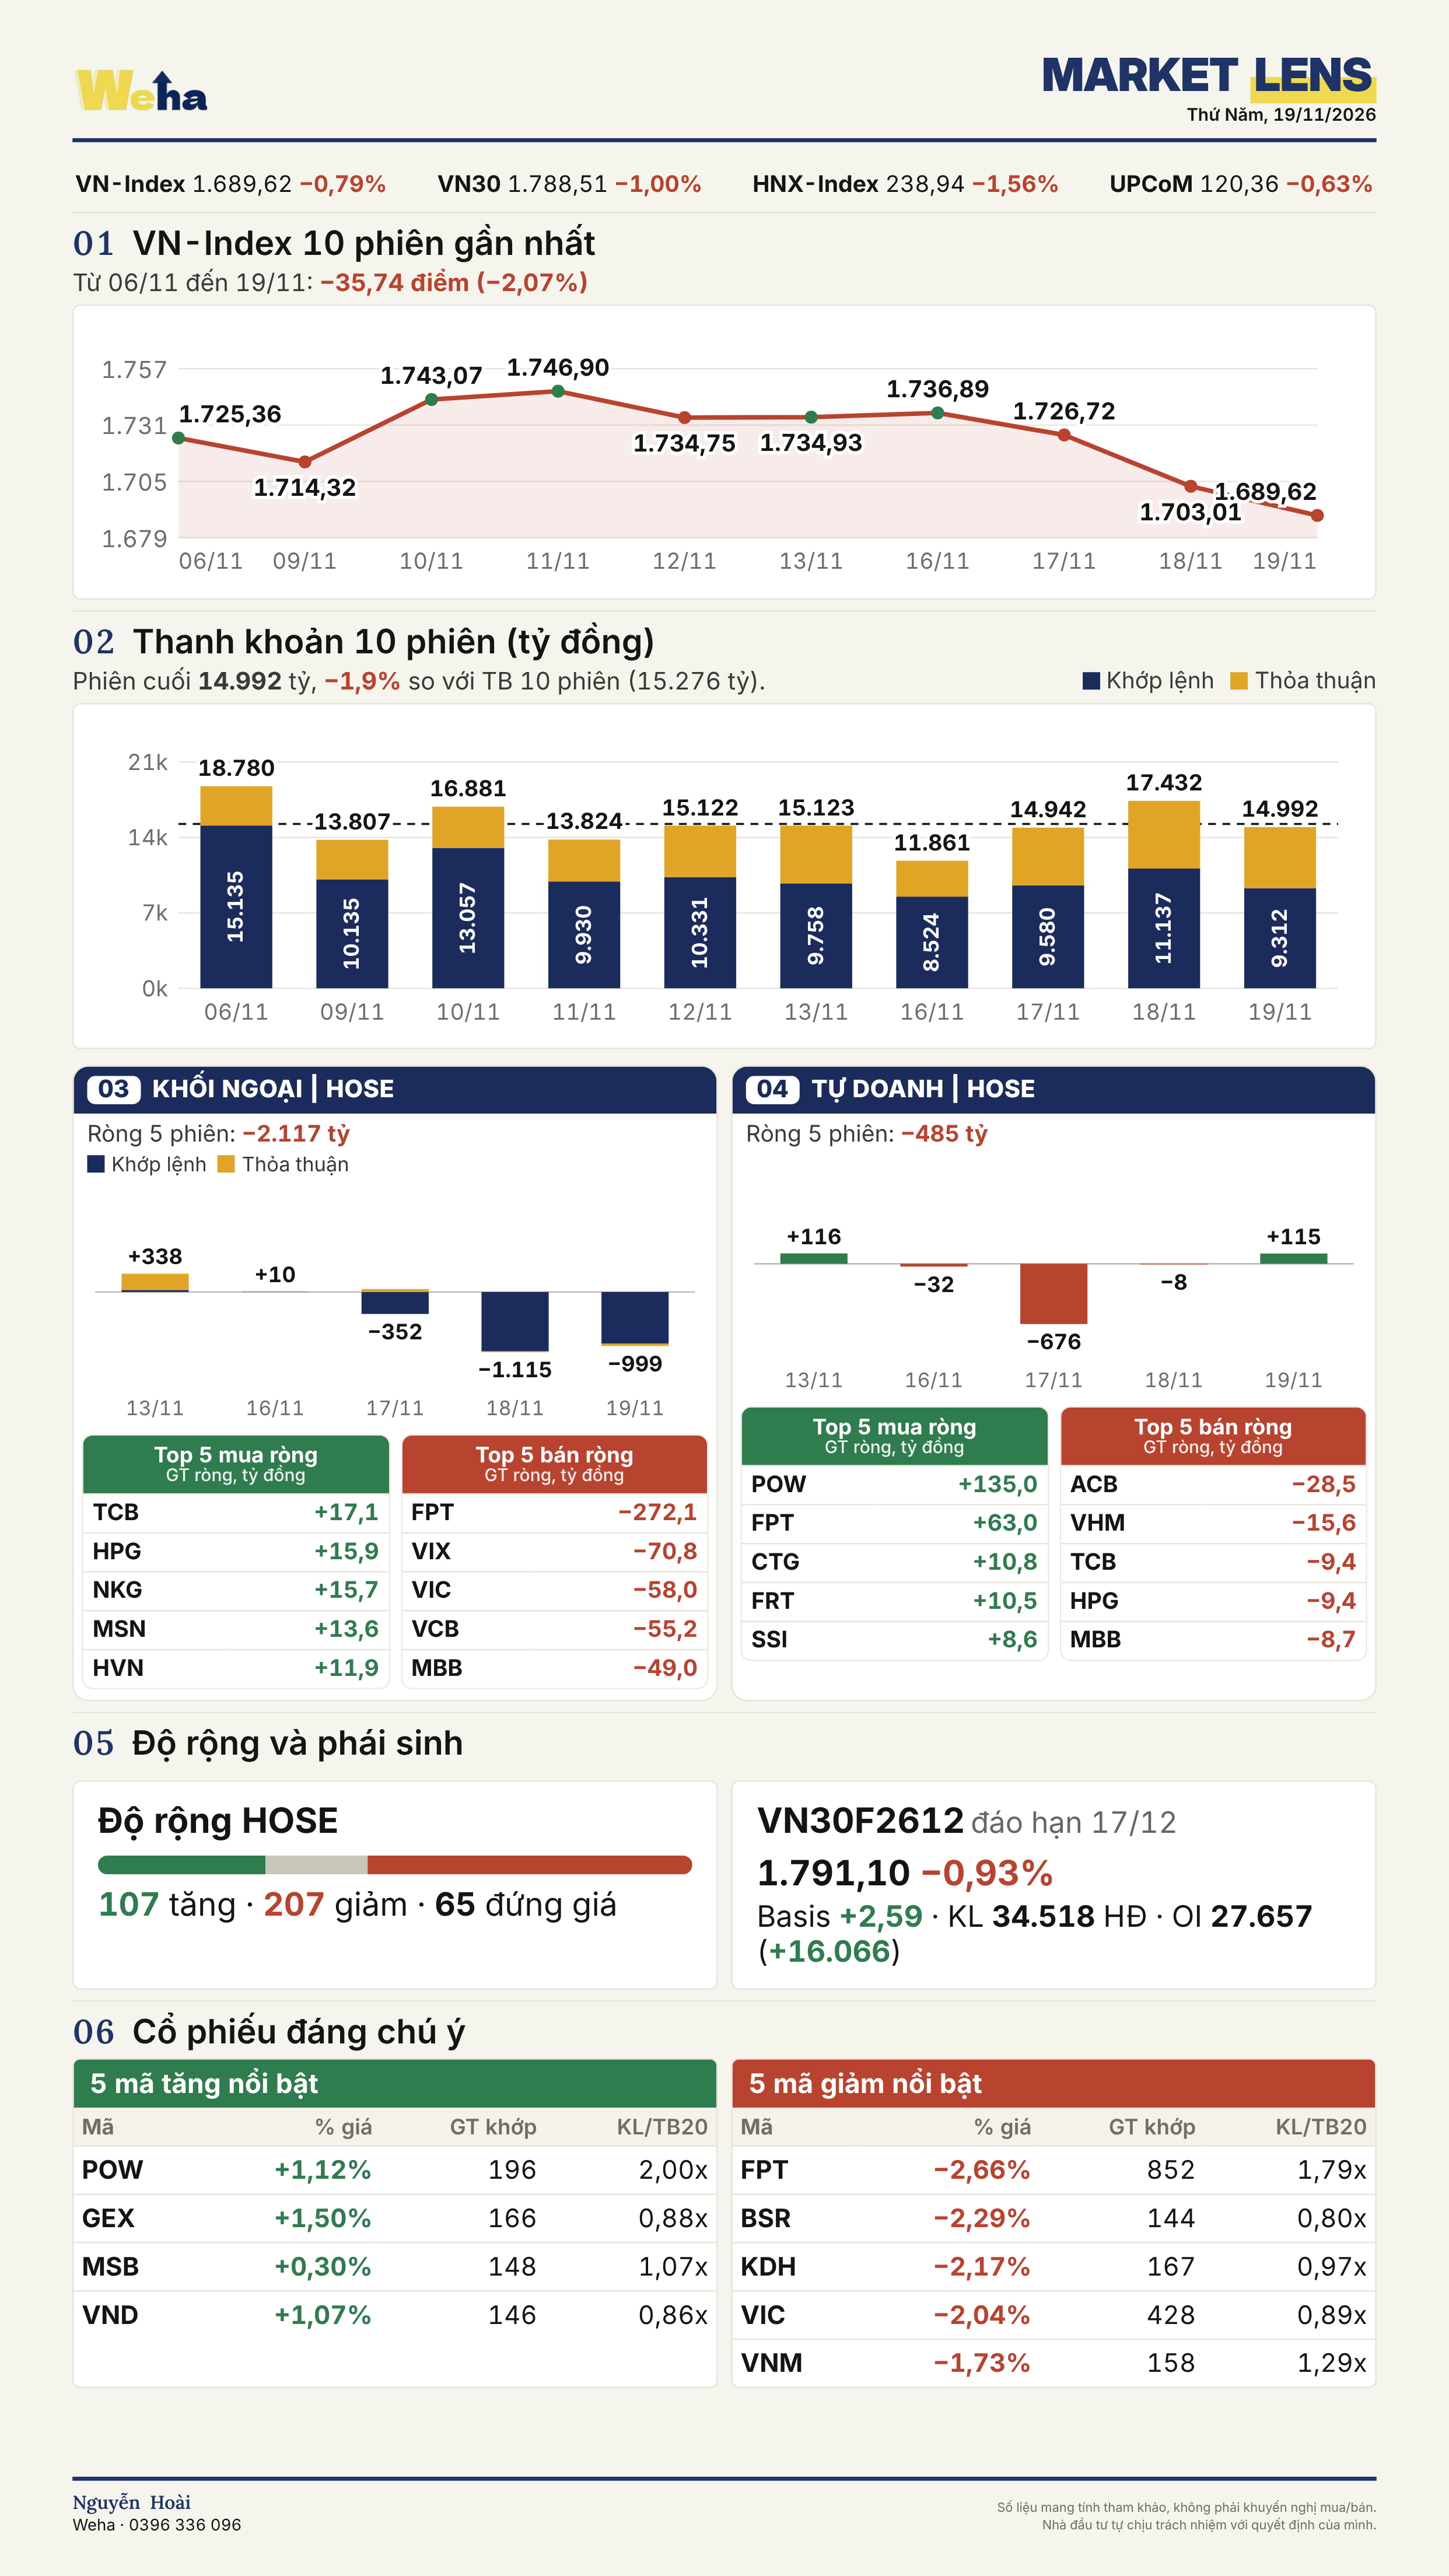 Weha
MARKET LENS
Thứ Năm, 19/11/2026
VN-Index 1.689,62 −0,79% VN30 1.788,51 −1,00% HNX-Index 238,94 −1,56% UPCoM 120,36 −0,63%
01 VN-Index 10 phiên gần nhất
Từ 06/11 đến 19/11: −35,74 điểm (−2,07%)
1.757
1.731
1.705
1.679
1.725,36
1.714,32
1.743,07
1.746,90
1.734,75
1.734,93
1.736,89
1.726,72
1.703,01
1.689,62
06/11 09/11 10/11 11/11 12/11 13/11 16/11 17/11 18/11 19/11
02 Thanh khoản 10 phiên (tỷ đồng)
Phiên cuối 14.992 tỷ, −1,9% so với TB 10 phiên (15.276 tỷ).
Khớp lệnh Thỏa thuận
21k
14k
7k
0k
18.780 13.807 16.881 13.824 15.122 15.123 11.861 14.942 17.432 14.992
15.135 10.135 13.057 9.930 10.331 9.758 8.524 9.580 11.137 9.312
06/11 09/11 10/11 11/11 12/11 13/11 16/11 17/11 18/11 19/11
03 KHỐI NGOẠI | HOSE
Ròng 5 phiên: −2.117 tỷ
Khớp lệnh Thỏa thuận
+338 +10 −352 −1.115 −999
13/11 16/11 17/11 18/11 19/11
Top 5 mua ròng
GT ròng, tỷ đồng
TCB +17,1
HPG +15,9
NKG +15,7
MSN +13,6
HVN +11,9
Top 5 bán ròng
GT ròng, tỷ đồng
FPT −272,1
VIX −70,8
VIC −58,0
VCB −55,2
MBB −49,0
04 TỰ DOANH | HOSE
Ròng 5 phiên: −485 tỷ
+116 −32 −676 −8 +115
13/11 16/11 17/11 18/11 19/11
Top 5 mua ròng
GT ròng, tỷ đồng
POW +135,0
FPT +63,0
CTG +10,8
FRT +10,5
SSI +8,6
Top 5 bán ròng
GT ròng, tỷ đồng
ACB −28,5
VHM −15,6
TCB −9,4
HPG −9,4
MBB −8,7
05 Độ rộng và phái sinh
Độ rộng HOSE
107 tăng · 207 giảm · 65 đứng giá
VN30F2612 đáo hạn 17/12
1.791,10 −0,93%
Basis +2,59 · KL 34.518 HĐ · OI 27.657
(+16.066)
06 Cổ phiếu đáng chú ý
5 mã tăng nổi bật
Mã % giá GT khớp KL/TB20
POW +1,12% 196 2,00x
GEX +1,50% 166 0,88x
MSB +0,30% 148 1,07x
VND +1,07% 146 0,86x
5 mã giảm nổi bật
Mã % giá GT khớp KL/TB20
FPT −2,66% 852 1,79x
BSR −2,29% 144 0,80x
KDH −2,17% 167 0,97x
VIC −2,04% 428 0,89x
VNM −1,73% 158 1,29x
Nguyễn Hoài
Weha · 0396 336 096
Số liệu mang tính tham khảo, không phải khuyến nghị mua/bán.
Nhà đầu tư tự chịu trách nhiệm với quyết định của mình.